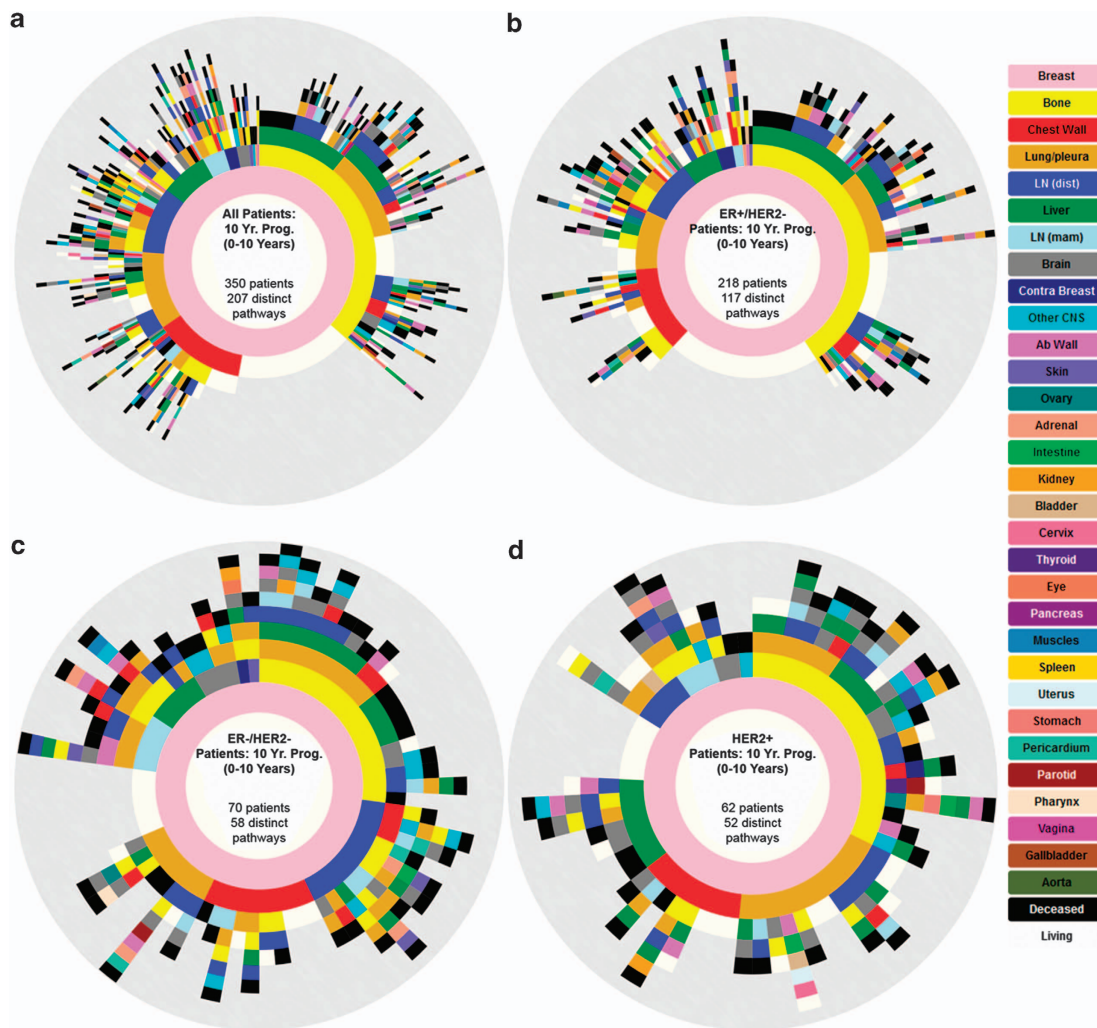 a
All Patients:
10 Yr. Prog.
(0-10 Years)
350 patients
207 distinct
pathways
b
ER+/HER2-
Patients: 10 Yr. Prog.
(0-10 Years)
218 patients
117 distinct
pathways
c
ER-/HER2-
Patients: 10 Yr. Prog.
(0-10 Years)
70 patients
58 distinct
pathways
d
HER2+
Patients: 10 Yr. Prog.
(0-10 Years)
62 patients
52 distinct
pathways
Breast
Bone
Chest Wall
Lung/pleura
LN (dist)
Liver
LN (mam)
Brain
Contra Breast
Other CNS
Ab Wall
Skin
Ovary
Adrenal
Intestine
Kidney
Bladder
Cervix
Thyroid
Eye
Pancreas
Muscles
Spleen
Uterus
Stomach
Pericardium
Parotid
Pharynx
Vagina
Gallbladder
Aorta
Deceased
Living